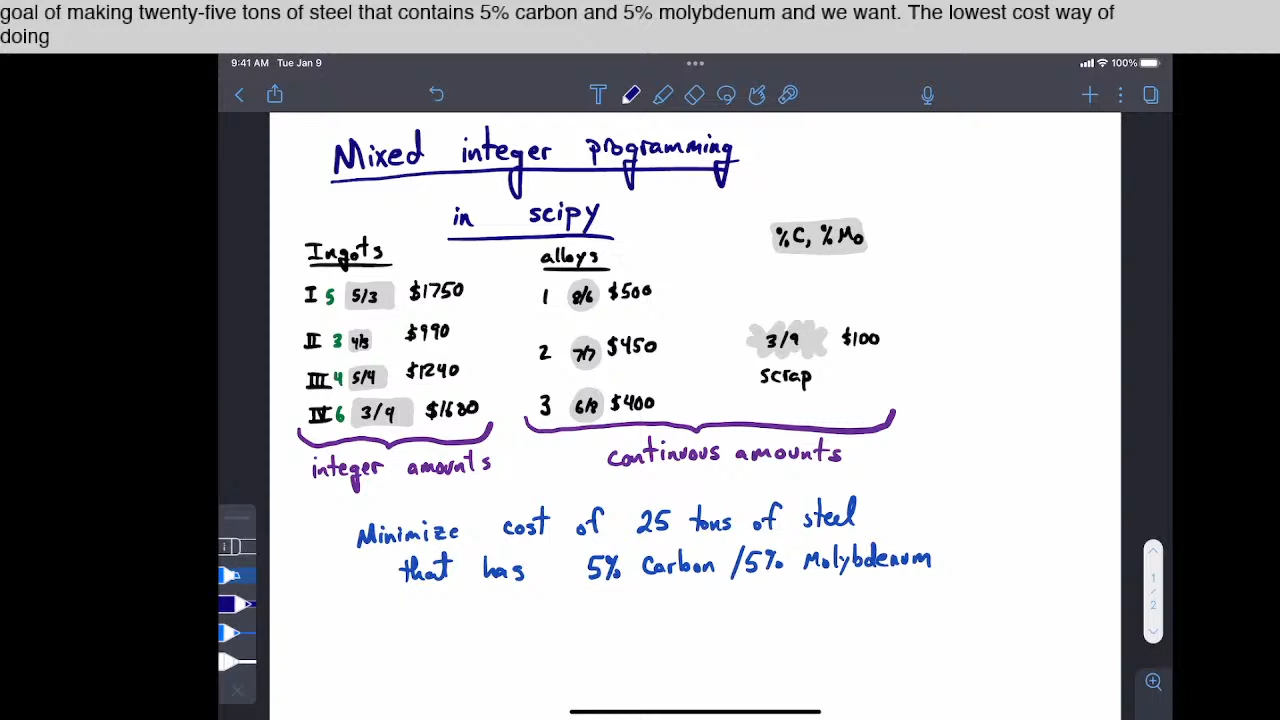 goal of making twenty-five tons of steel that contains 5% carbon and 5% molybdenum and we want. The lowest cost way of
doing
9:41 AM Tue Jan 9
100%
Mixed integer programming
in scipy
%C, %Mo
Ingots
I 5 5/3 $1750
II 3 4/3 $990
III 4 5/4 $1240
IV 6 3/4 $1680
integer amounts
alloys
1 8/6 $500
2 7/7 $450
3 6/8 $400
3/9 $100
scrap
continuous amounts
Minimize cost of 25 tons of steel
that has 5% Carbon /5% Molybdenum
1/2